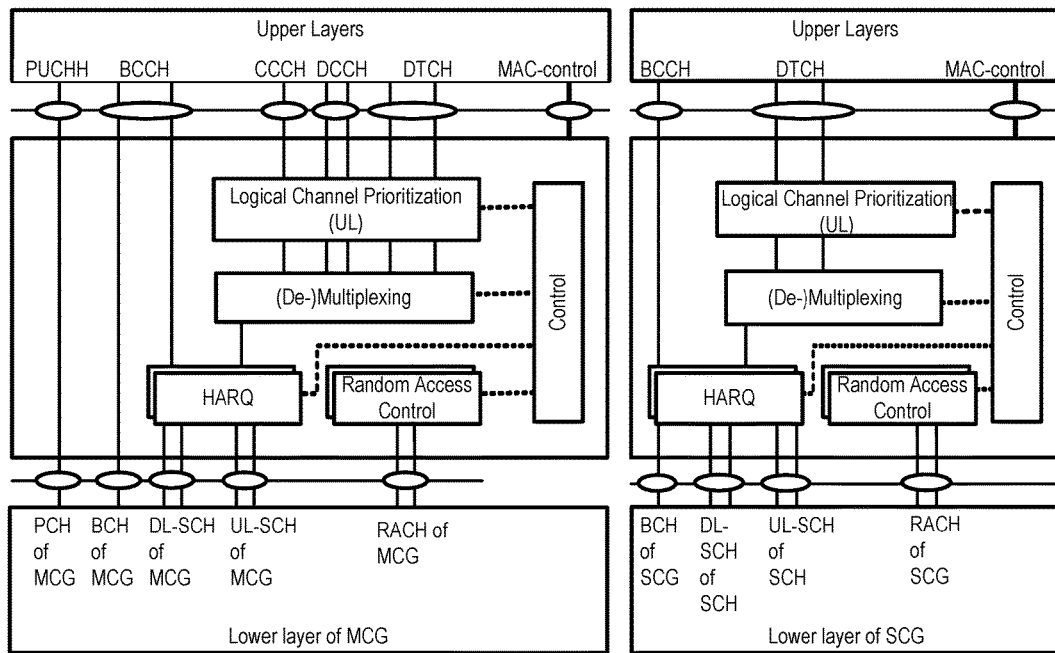 Upper Layers
PUCHH BCCH CCCH DCCH DTCH MAC-control
Logical Channel Prioritization
(UL)
(De-)Multiplexing
Control
HARQ
Random Access
Control
PCH
of
MCG
BCH
of
MCG
DL-SCH
of
MCG
UL-SCH
of
MCG
RACH of
MCG
Lower layer of MCG
Upper Layers
BCCH DTCH MAC-control
Logical Channel Prioritization
(UL)
(De-)Multiplexing
Control
HARQ
Random Access
Control
BCH
of
SCG
DL-
SCH
of
SCH
UL-SCH
of
SCH
RACH
of
SCG
Lower layer of SCG